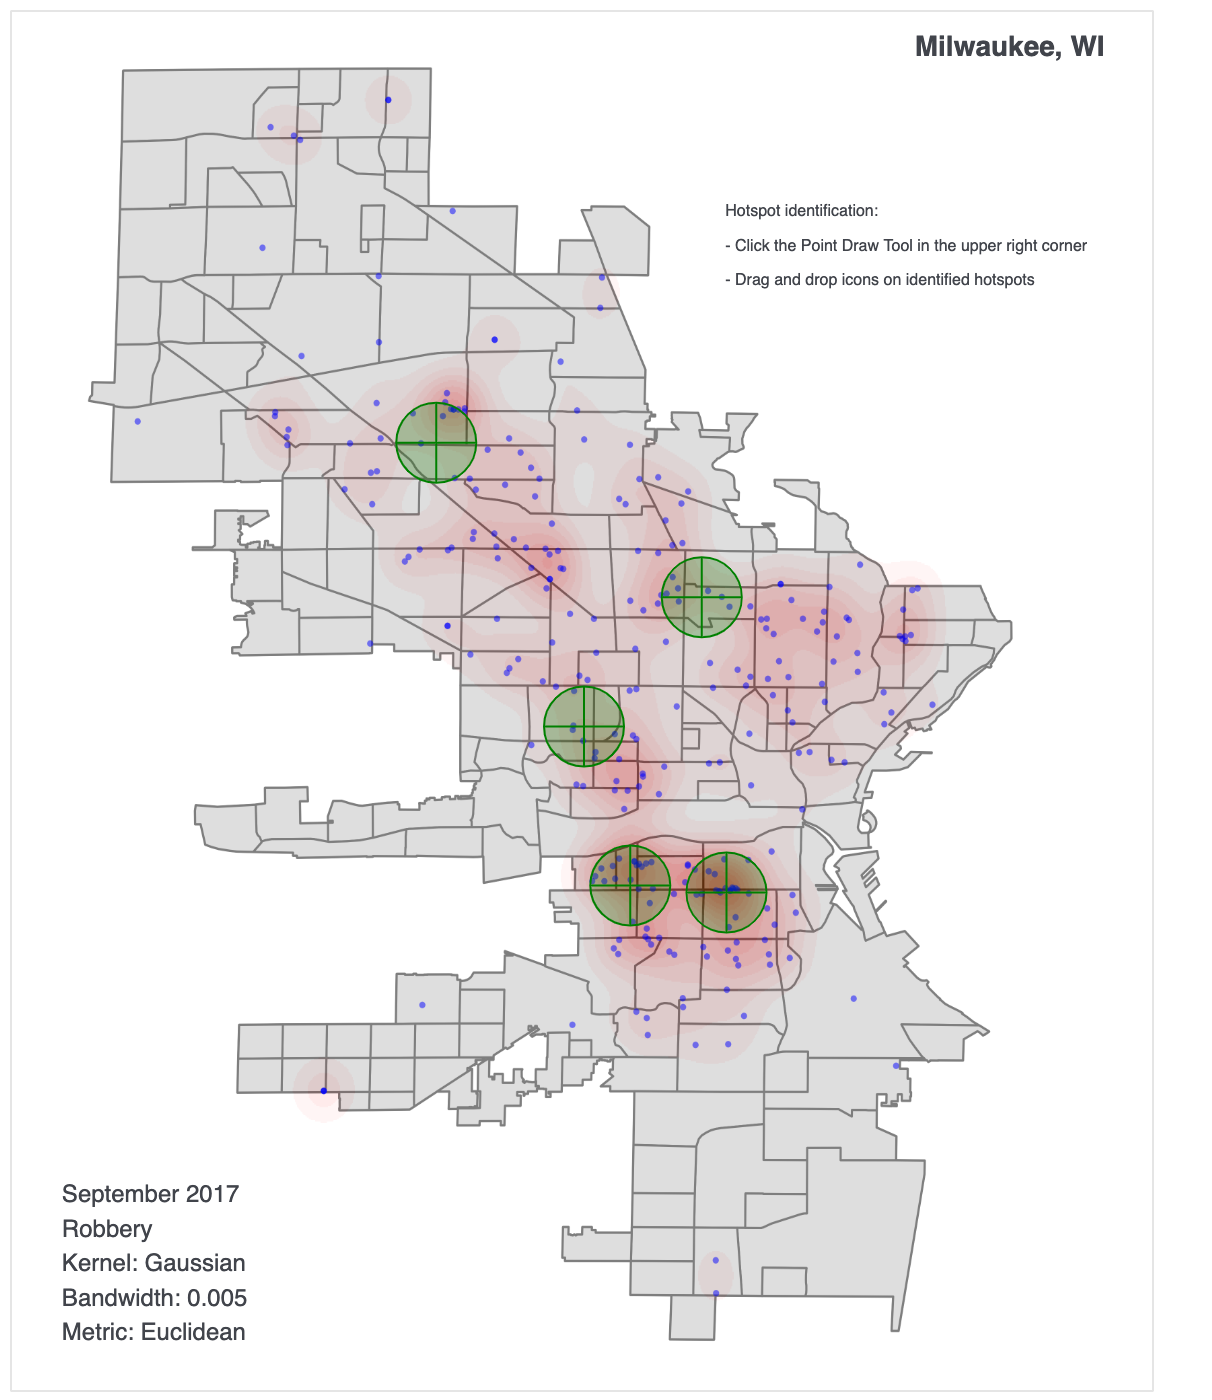 Milwaukee, WI
Hotspot identification:
- Click the Point Draw Tool in the upper right corner
- Drag and drop icons on identified hotspots
September 2017
Robbery
Kernel: Gaussian
Bandwidth: 0.005
Metric: Euclidean